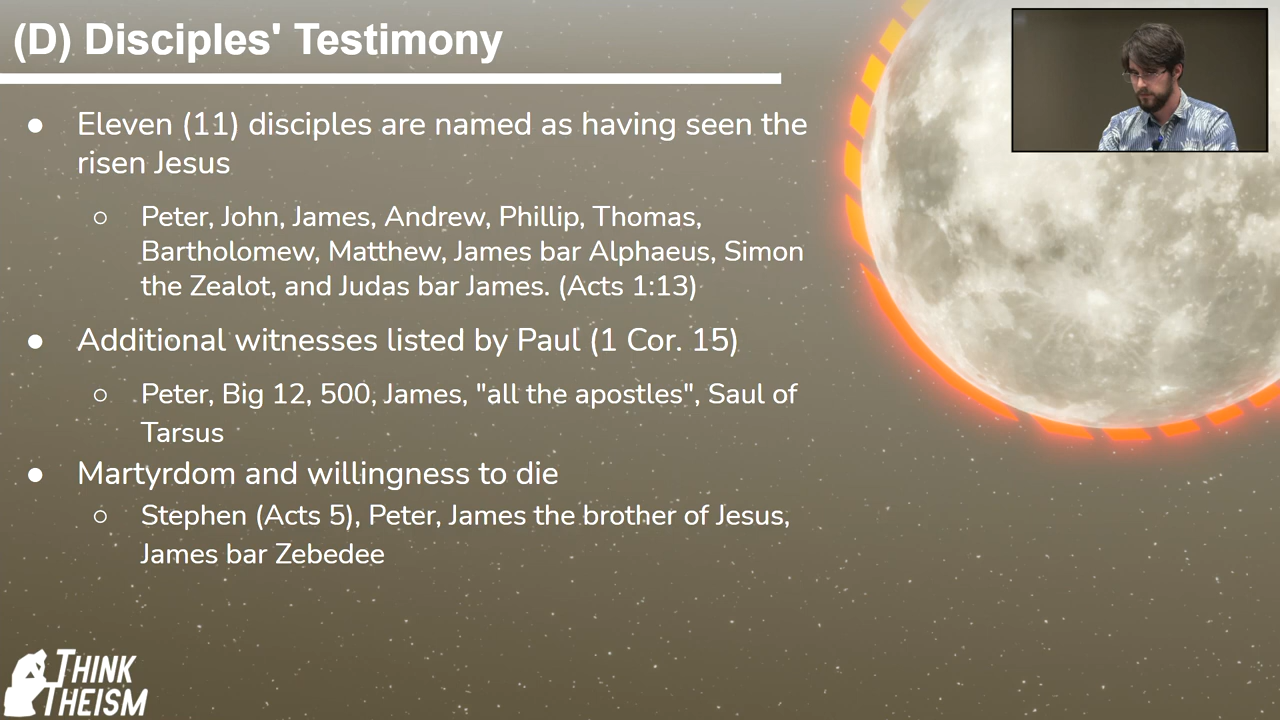 (D) Disciples' Testimony
● Eleven (11) disciples are named as having seen the
risen Jesus
○ Peter, John, James, Andrew, Phillip, Thomas,
Bartholomew, Matthew, James bar Alphaeus, Simon
the Zealot, and Judas bar James. (Acts 1:13)
● Additional witnesses listed by Paul (1 Cor. 15)
○ Peter, Big 12, 500, James, "all the apostles", Saul of
Tarsus
● Martyrdom and willingness to die
○ Stephen (Acts 5), Peter, James the brother of Jesus,
James bar Zebedee
THINK
THEISM